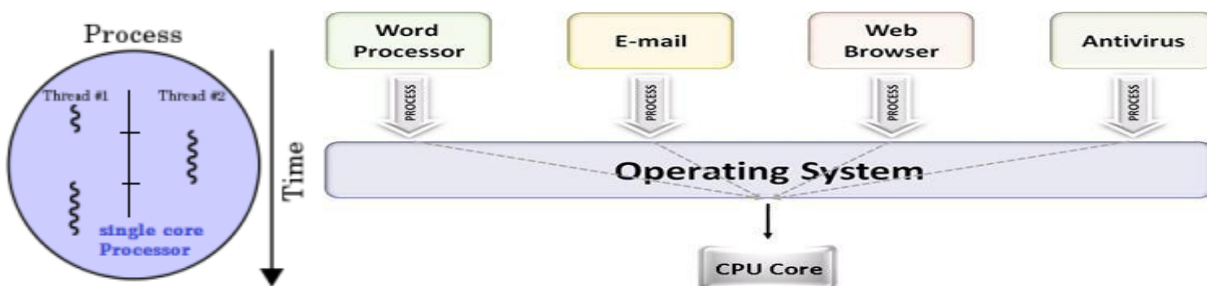 Process
Thread #1 Thread #2
single core
Processor
Time
Word
Processor
E-mail
Web
Browser
Antivirus
PROCESS
PROCESS
PROCESS
PROCESS
Operating System
CPU Core